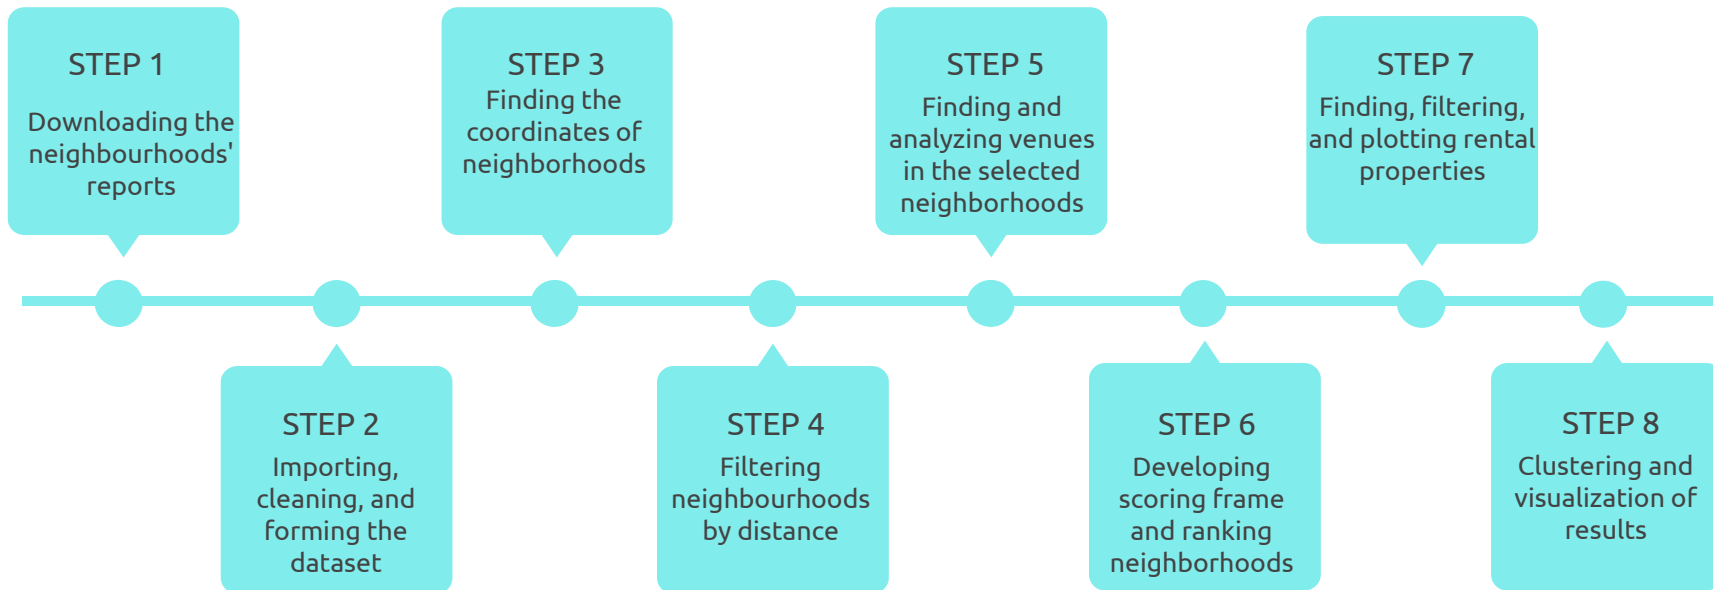 STEP 1
Downloading the
neighbourhoods'
reports
STEP 2
Importing,
cleaning, and
forming the
dataset
STEP 3
Finding the
coordinates of
neighborhoods
STEP 4
Filtering
neighbourhoods
by distance
STEP 5
Finding and
analyzing venues
in the selected
neighborhoods
STEP 6
Developing
scoring frame
and ranking
neighborhoods
STEP 7
Finding, filtering,
and plotting rental
properties
STEP 8
Clustering and
visualization of
results